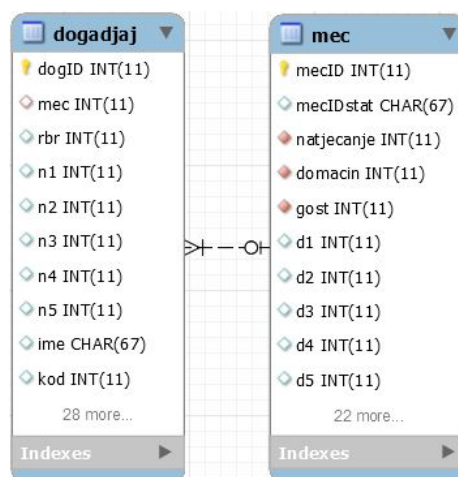 dogadjaj
dogID INT(11)
mec INT(11)
rbr INT(11)
n1 INT(11)
n2 INT(11)
n3 INT(11)
n4 INT(11)
n5 INT(11)
ime CHAR(67)
kod INT(11)
28 more...
Indexes
mec
mecID INT(11)
mecIDstat CHAR(67)
natjecanje INT(11)
domacin INT(11)
gost INT(11)
d1 INT(11)
d2 INT(11)
d3 INT(11)
d4 INT(11)
d5 INT(11)
22 more...
Indexes